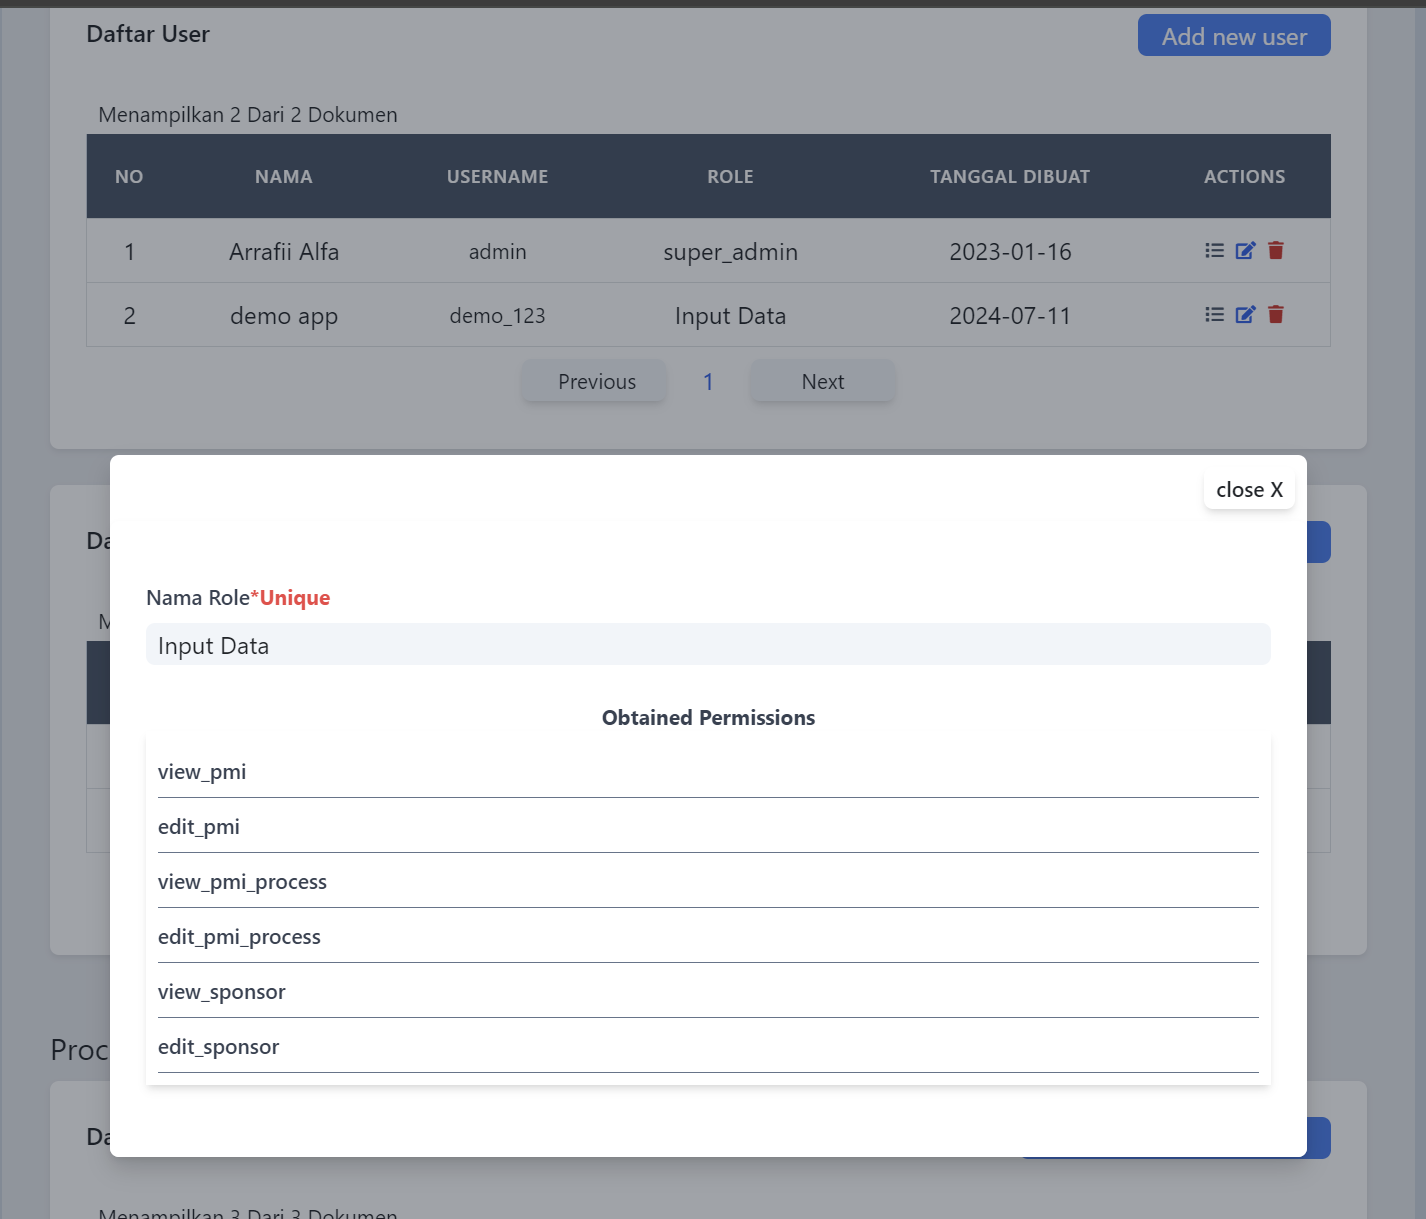 Daftar User
Add new user
Menampilkan 2 Dari 2 Dokumen
NO NAMA USERNAME ROLE TANGGAL DIBUAT ACTIONS
1 Arrafii Alfa admin super_admin 2023-01-16
2 demo app demo_123 Input Data 2024-07-11
Previous 1 Next
close X
Da
Nama Role*Unique
M
Input Data
Obtained Permissions
view_pmi
edit_pmi
view_pmi_process
edit_pmi_process
view_sponsor
edit_sponsor
Proc
Da
Menampilkan 3 Dari 3 Dokumen